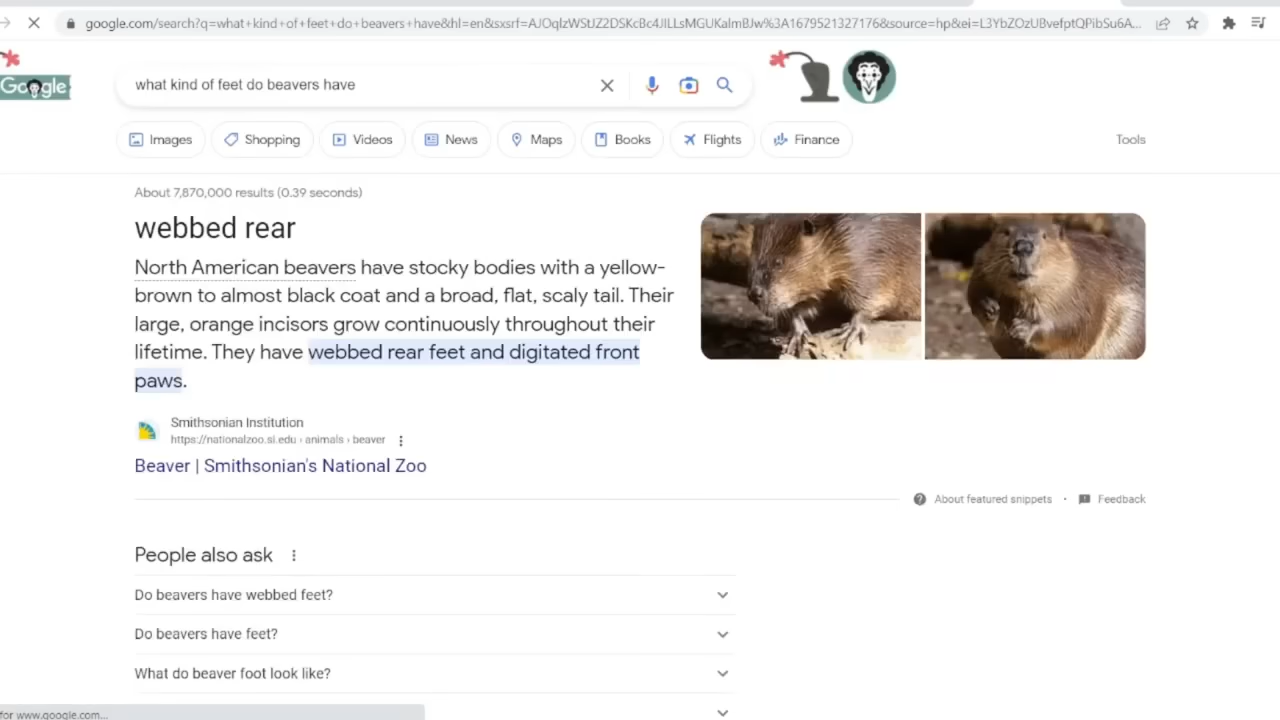 google.com/search?q=what+kind+of+feet+do+beavers+have&hl=en&sxsrf=AJOqlzWStJZ2DSKcBc4JILLsMGUKalmBJw%3A1679521327176&source=hp&ei=L3YbZOzUBvefptQPibSu6A...
Google
what kind of feet do beavers have
Images
Shopping
Videos
News
Maps
Books
Flights
Finance
Tools
About 7,870,000 results (0.39 seconds)
webbed rear
North American beavers have stocky bodies with a yellow-
brown to almost black coat and a broad, flat, scaly tail. Their
large, orange incisors grow continuously throughout their
lifetime. They have webbed rear feet and digitated front
paws.
Smithsonian Institution
https://nationalzoo.si.edu › animals › beaver
Beaver | Smithsonian's National Zoo
About featured snippets • Feedback
People also ask
Do beavers have webbed feet?
Do beavers have feet?
What do beaver foot look like?
for www.google.com...